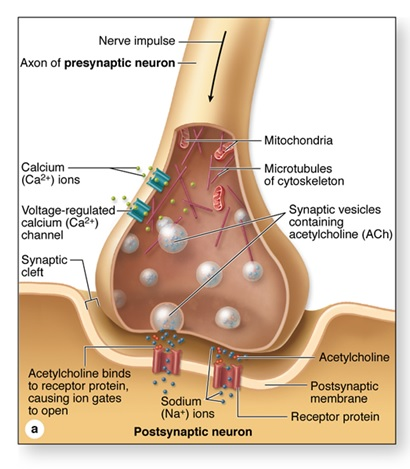 Nerve impulse
Axon of presynaptic neuron
Mitochondria
Calcium
(Ca2+) ions
Microtubules
of cytoskeleton
Voltage-regulated
calcium (Ca2+)
channel
Synaptic vesicles
containing
acetylcholine (ACh)
Synaptic
cleft
Acetylcholine binds
to receptor protein,
causing ion gates
to open
Sodium
(Na+) ions
Acetylcholine
Postsynaptic
membrane
Receptor protein
a
Postsynaptic neuron